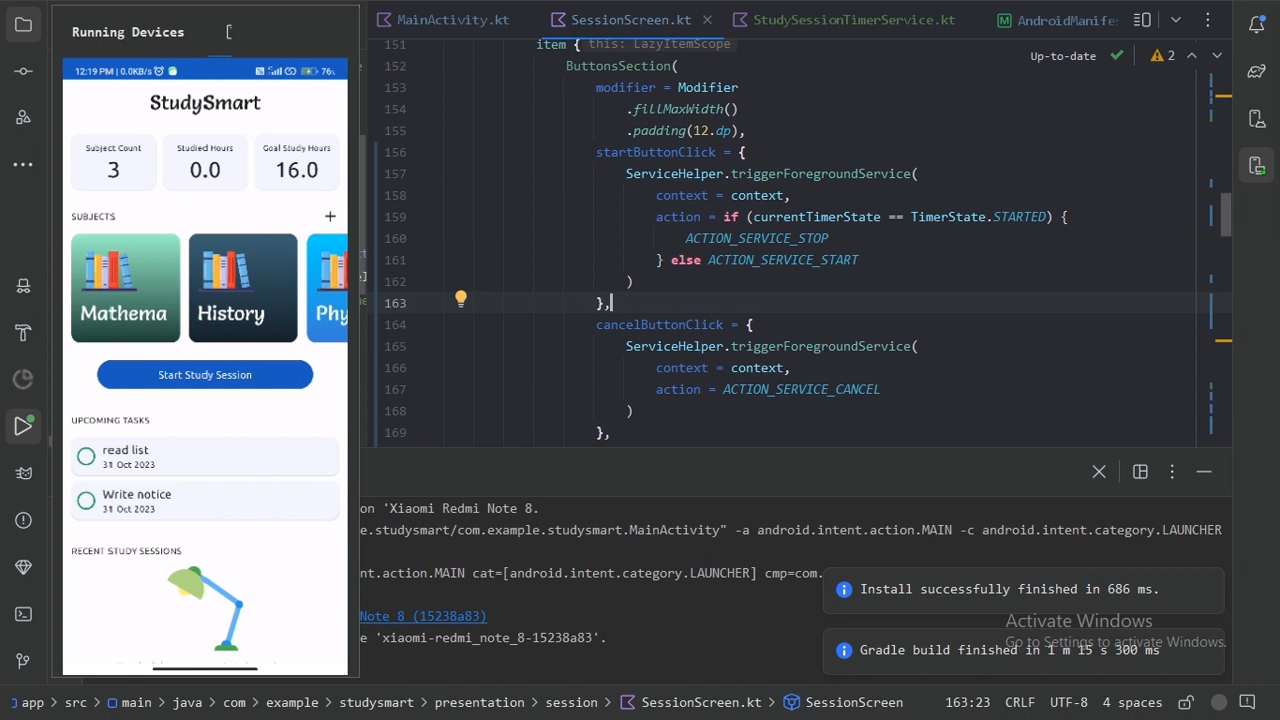 Running Devices
MainActivity.kt
SessionScreen.kt
StudySessionTimerService.kt
AndroidManife
Up-to-date
2
12:19 PM | 0.0KB/s
76
StudySmart
Subject Count
3
Studied Hours
0.0
Goal Study Hours
16.0
SUBJECTS
Mathema
History
Phy
Start Study Session
UPCOMING TASKS
read list
31 Oct 2023
Write notice
31 Oct 2023
RECENT STUDY SESSIONS
151 item { this: LazyItemScope
152 ButtonsSection(
153 modifier = Modifier
154 .fillMaxWidth()
155 .padding(12.dp),
156 startButtonClick = {
157 ServiceHelper.triggerForegroundService(
158 context = context,
159 action = if (currentTimerState == TimerState.STARTED) {
160 ACTION_SERVICE_STOP
161 } else ACTION_SERVICE_START
162 )
163 },
164 cancelButtonClick = {
165 ServiceHelper.triggerForegroundService(
166 context = context,
167 action = ACTION_SERVICE_CANCEL
168 )
169 },
on 'Xiaomi Redmi Note 8.
e.studysmart/com.example.studysmart.MainActivity" -a android.intent.action.MAIN -c android.intent.category.LAUNCHER
nt.action.MAIN cat=[android.intent.category.LAUNCHER] cmp=com.
Note 8 (15238a83)
e 'xiaomi-redmi_note_8-15238a83'.
Install successfully finished in 686 ms.
Activate Windows
Go to Settings to activate Windows.
Gradle build finished in 1 m 15 s 300 ms
app > src > main > java > com > example > studysmart > presentation > session > SessionScreen.kt > SessionScreen
163:23 CRLF UTF-8 4 spaces